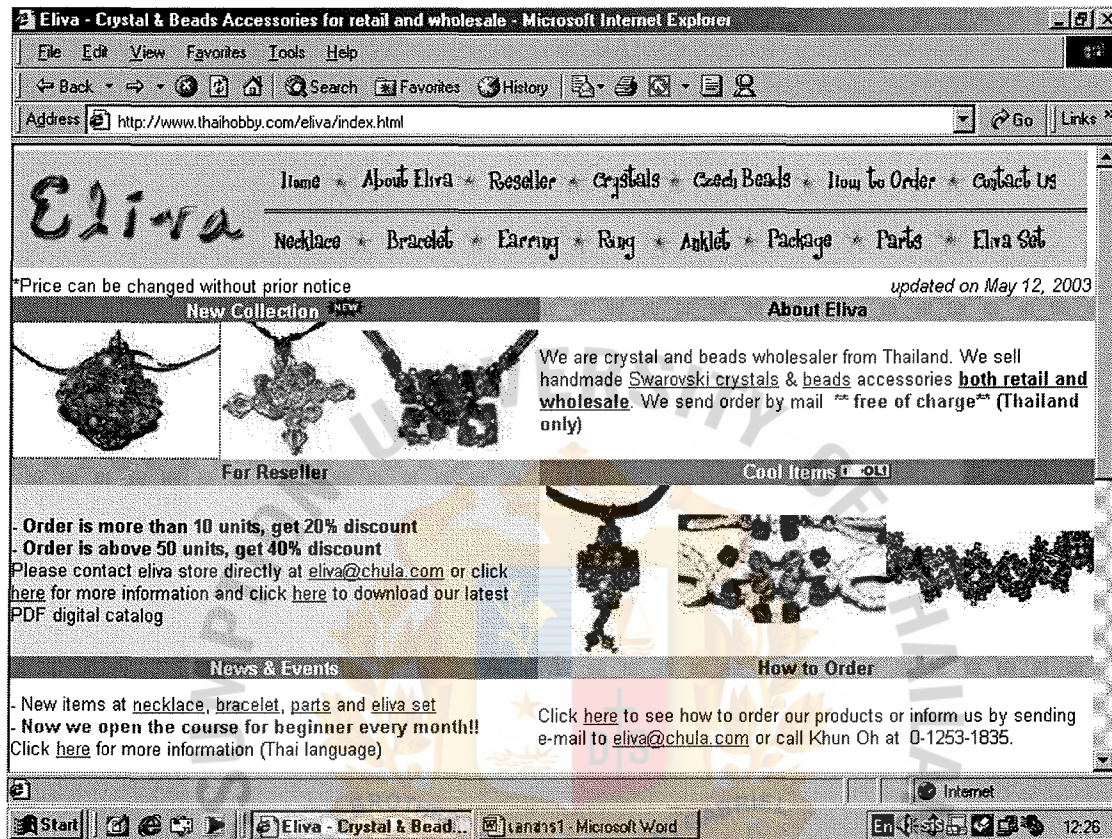 Eliva - Crystal & Beads Accessories for retail and wholesale - Microsoft Internet Explorer
File Edit View Favorites Tools Help
Back Search Favorites History
Address http://www.thaihobby.com/eliva/index.html Go Links »
Eliva
Home * About Eliva * Reseller * Crystals * Czech Beads * How to Order * Contact Us
Necklace * Bracelet * Earring * Ring * Anklet * Package * Parts * Eliva Set
*Price can be changed without prior notice
updated on May 12, 2003
New Collection NEW
About Eliva
We are crystal and beads wholesaler from Thailand. We sell
handmade Swarovski crystals & beads accessories both retail and
wholesale. We send order by mail ** free of charge** (Thailand
only)
For Reseller
- Order is more than 10 units, get 20% discount
- Order is above 50 units, get 40% discount
Please contact eliva store directly at eliva@chula.com or click
here for more information and click here to download our latest
PDF digital catalog
Cool Items
News & Events
- New items at necklace, bracelet, parts and eliva set
- Now we open the course for beginner every month!!
Click here for more information (Thai language)
How to Order
Click here to see how to order our products or inform us by sending
e-mail to eliva@chula.com or call Khun Oh at 0-1253-1835.
Internet
Start Eliva - Crystal & Bead... เอกสาร1 - Microsoft Word En 12:26